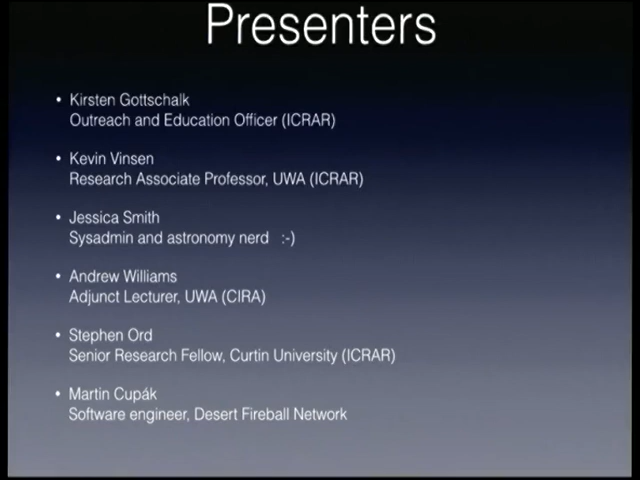 Presenters
• Kirsten Gottschalk
Outreach and Education Officer (ICRAR)
• Kevin Vinsen
Research Associate Professor, UWA (ICRAR)
• Jessica Smith
Sysadmin and astronomy nerd :-)
• Andrew Williams
Adjunct Lecturer, UWA (CIRA)
• Stephen Ord
Senior Research Fellow, Curtin University (ICRAR)
• Martin Cupák
Software engineer, Desert Fireball Network